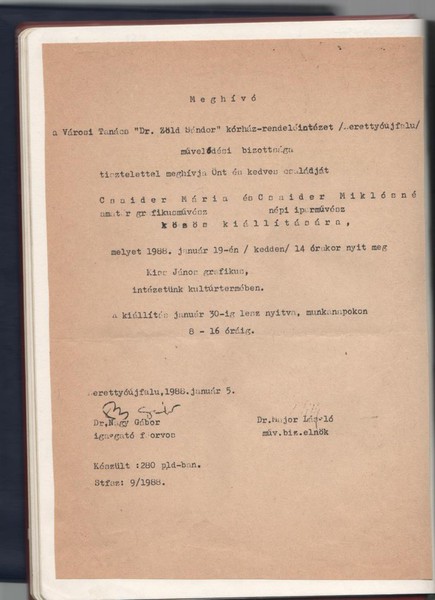 Meghívó
a Városi Tanács "Dr. Zöld Sándor" kórház-rendelőintézet /Berettyóújfalu/
művelődési bizottsága
tisztelettel meghívja Önt és kedves családját
Csnider Mária és Csnider Miklósné
amatőr grafikusművész népi iparművész
közös kiállítására,
melyet 1988. január 19-én / kedden/ 14 órakor nyit meg
Kiss János grafikus,
intézetünk kultúrtermében.
A kiállítás január 30-ig lesz nyitva, munkanapokon
8 - 16 óráig.
Berettyóújfalu,1988.január 5.
Dr.Nagy Gábor Dr.Major László
igazgató főorvos műv.biz.elnök
Készült :280 pld-ban.
Stfsz: 9/1988.